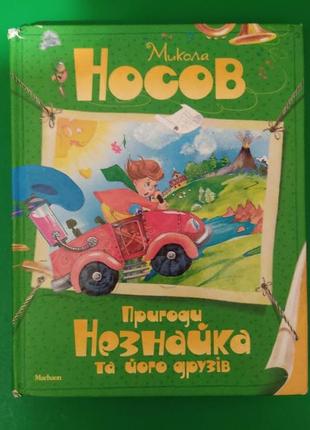 Микола
Носов
Пригоди
Незнайка
та його друзів
Machaon